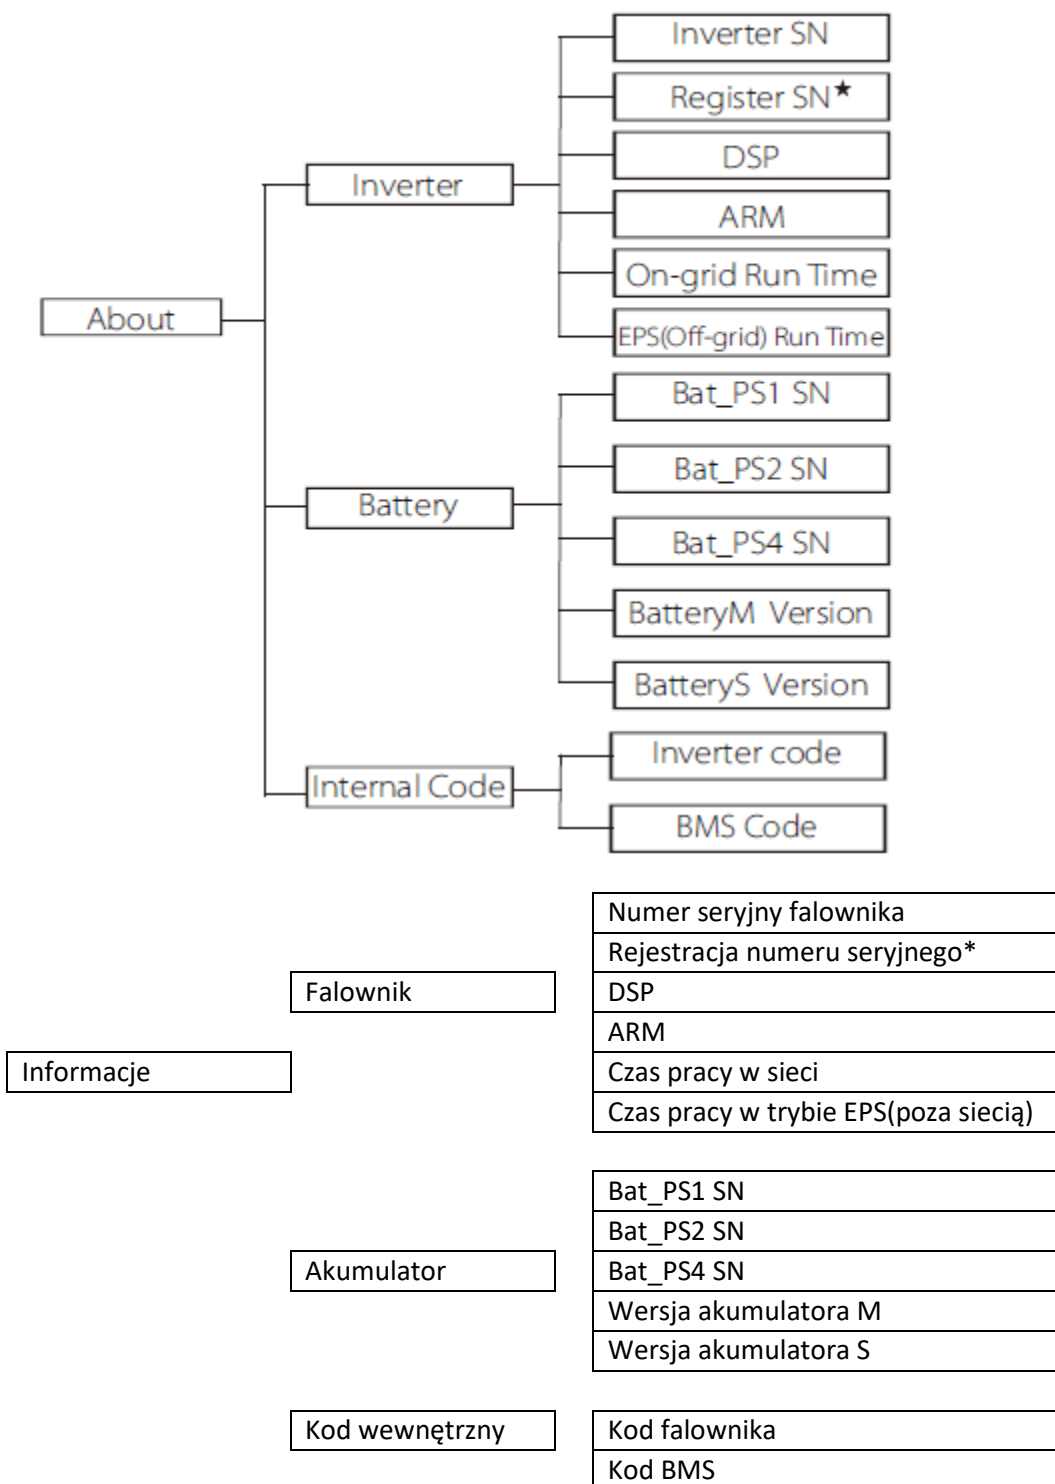 Inverter SN
Register SN★
DSP
Inverter
ARM
On-grid Run Time
About
EPS(Off-grid) Run Time
Bat_PS1 SN
Bat_PS2 SN
Battery
Bat_PS4 SN
BatteryM Version
BatteryS Version
Inverter code
Internal Code
BMS Code
Numer seryjny falownika
Rejestracja numeru seryjnego*
Falownik
DSP
ARM
Informacje
Czas pracy w sieci
Czas pracy w trybie EPS(poza siecią)
Bat_PS1 SN
Bat_PS2 SN
Akumulator
Bat_PS4 SN
Wersja akumulatora M
Wersja akumulatora S
Kod wewnętrzny
Kod falownika
Kod BMS